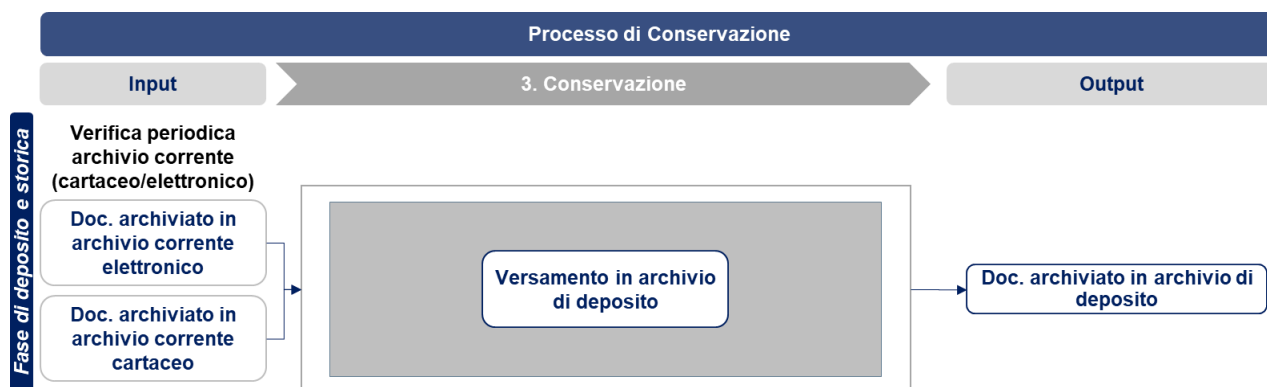 Processo di Conservazione
Input
3. Conservazione
Output
Fase di deposito e storica
Verifica periodica
archivio corrente
(cartaceo/elettronico)
Doc. archiviato in
archivio corrente
elettronico
Doc. archiviato in
archivio corrente
cartaceo
Versamento in archivio
di deposito
Doc. archiviato in archivio di
deposito